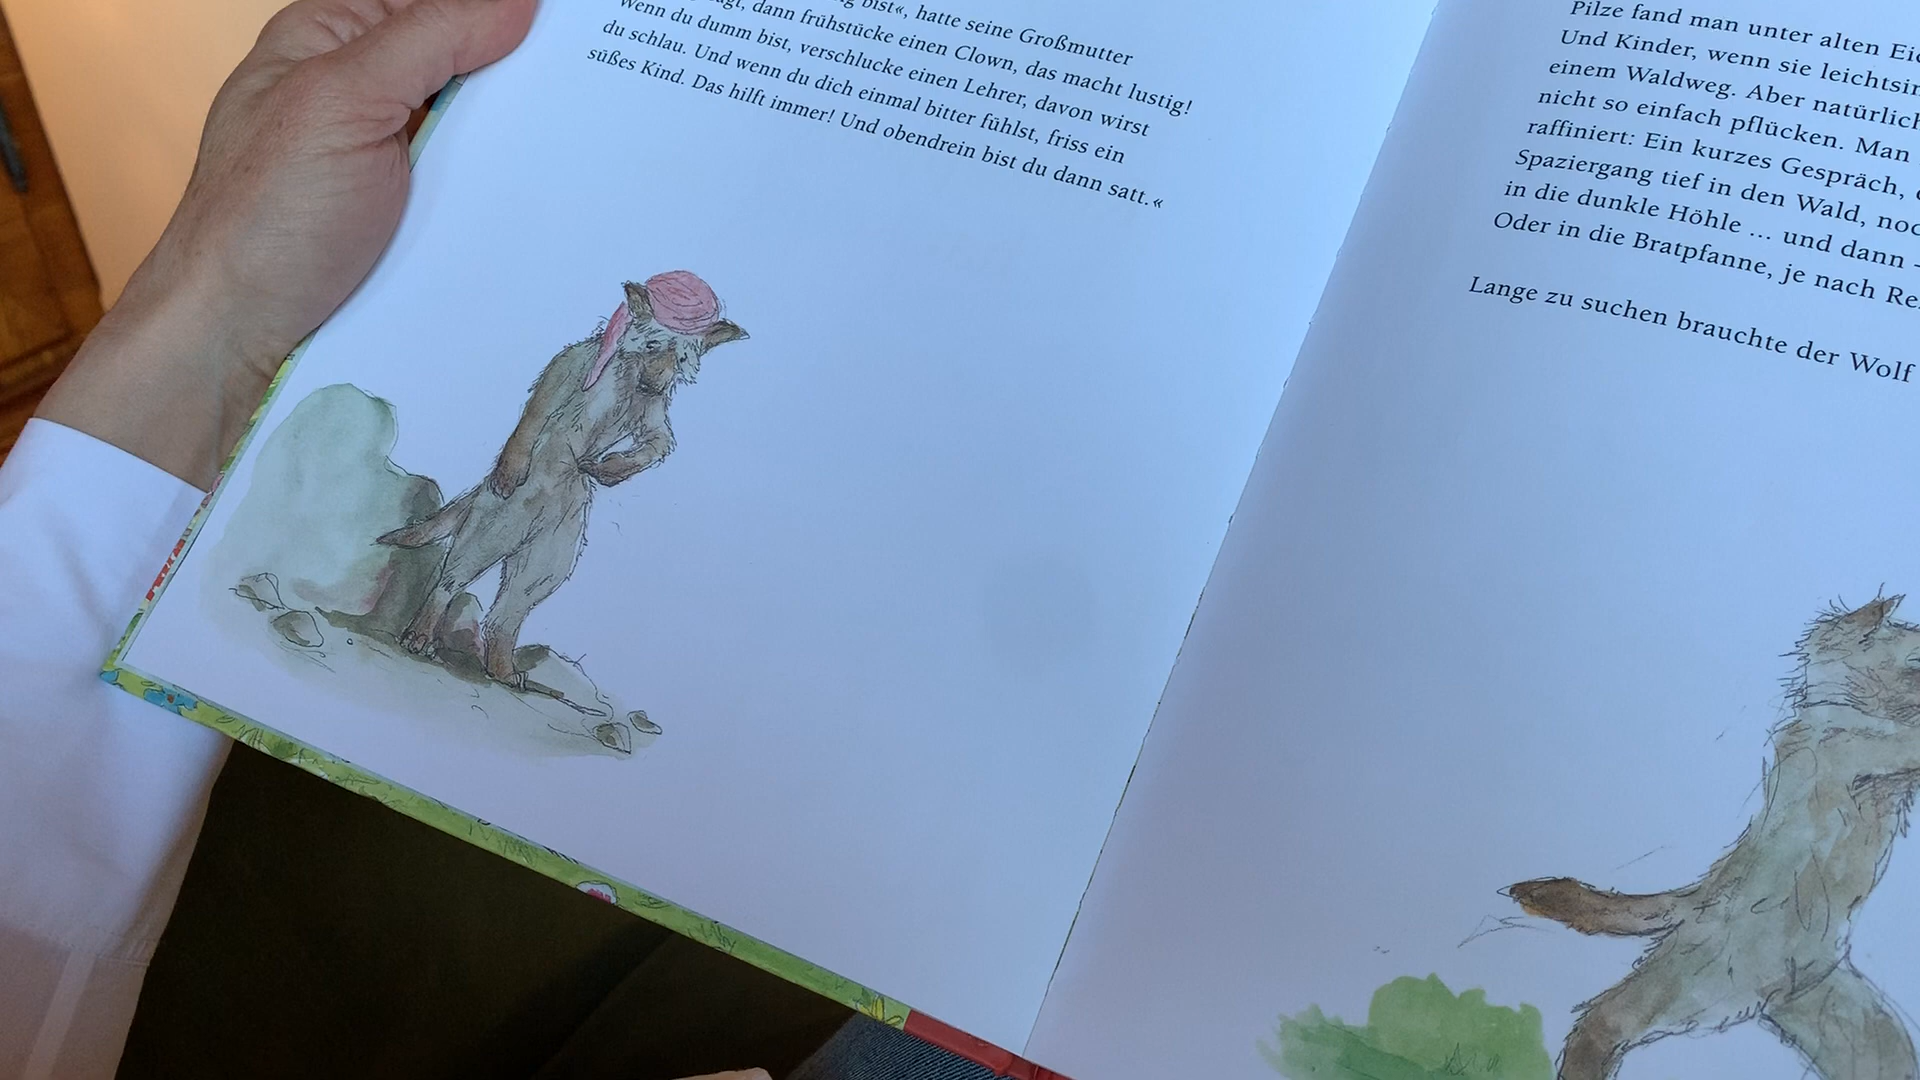 bist«, hatte seine Großmutter
dann frühstücke einen Clown, das macht lustig!
Wenn du dumm bist, verschlucke einen Lehrer, davon wirst
du schlau. Und wenn du dich einmal bitter fühlst, friss ein
süßes Kind. Das hilft immer! Und obendrein bist du dann satt.«
Pilze fand man unter alten
Und Kinder, wenn sie
einem Waldweg. Aber
nicht so einfach pflücken. Man
raffiniert: Ein kurzes Gespräch,
Spaziergang tief in den Wald,
in die dunkle Höhle ... und dann
Oder in die Bratpfanne, je nach
Lange zu suchen brauchte der Wolf